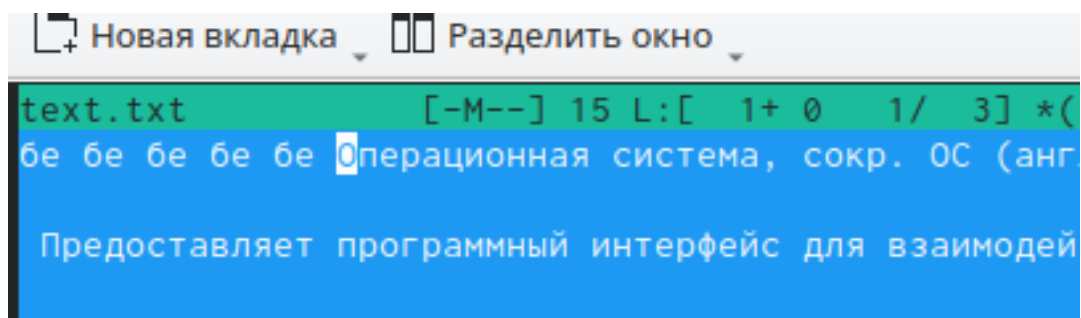 Новая вкладка Разделить окно
text.txt [-M--] 15 L:[ 1+ 0 1/ 3] *(
бе бе бе бе бе Операционная система, сокр. ОС (анг.
Предоставляет программный интерфейс для взаимодей